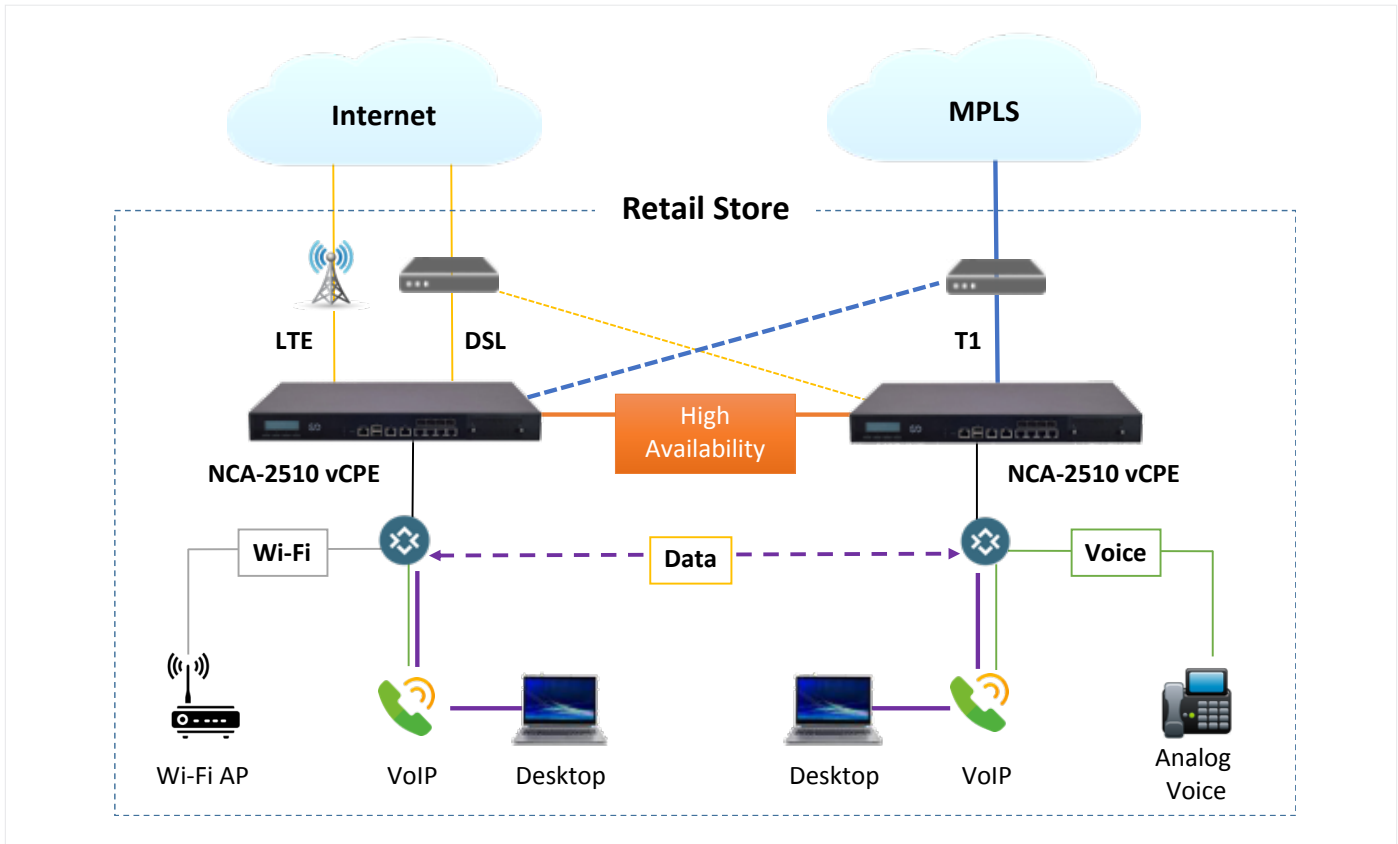 Internet
MPLS
Retail Store
LTE
DSL
T1
High
Availability
NCA-2510 vCPE
NCA-2510 vCPE
Wi-Fi
Data
Voice
Wi-Fi AP
VoIP
Desktop
Desktop
VoIP
Analog
Voice